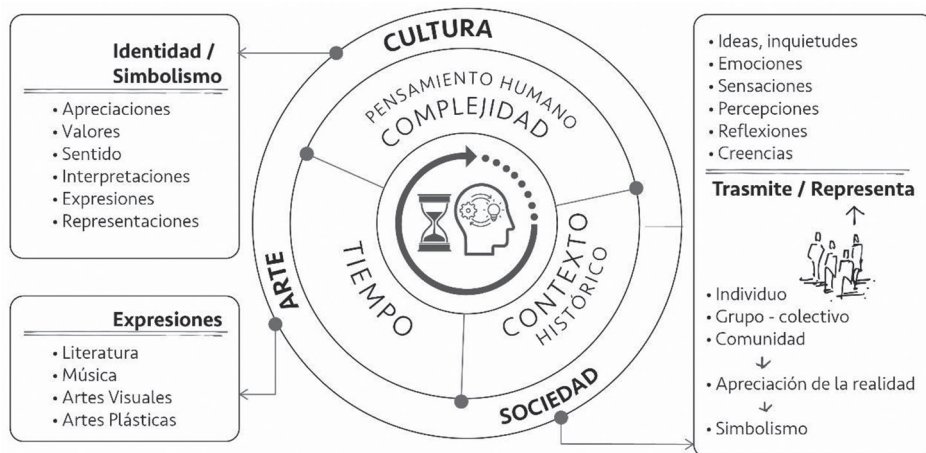 Identidad /
Simbolismo
• Apreciaciones
• Valores
• Sentido
• Interpretaciones
• Expresiones
• Representaciones
Expresiones
• Literatura
• Música
• Artes Visuales
• Artes Plásticas
CULTURA
PENSAMIENTO HUMANO
COMPLEJIDAD
TIEMPO
CONTEXTO
HISTÓRICO
ARTE
SOCIEDAD
• Ideas, inquietudes
• Emociones
• Sensaciones
• Percepciones
• Reflexiones
• Creencias
Trasmite / Representa
• Individuo
• Grupo - colectivo
• Comunidad
• Apreciación de la realidad
• Simbolismo